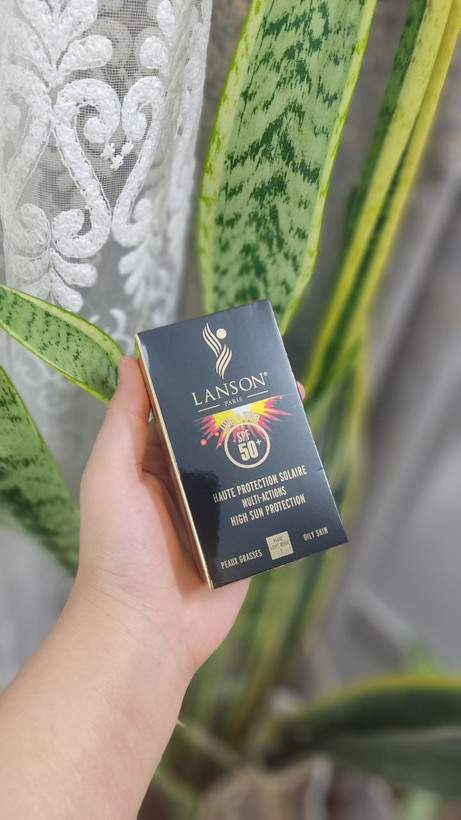 LANSON®
PARIS
SPF
50+
HAUTE PROTECTION SOLAIRE
MULTI-ACTIONS
HIGH SUN PROTECTION
PEAUX GRASSES
OILY SKIN